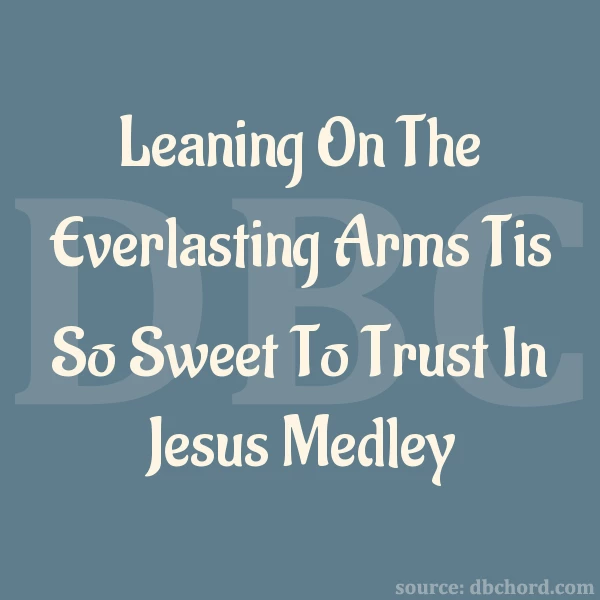 Leaning On The
Everlasting Arms Tis
So Sweet To Trust In
Jesus Medley
DBC
source: dbchord.com